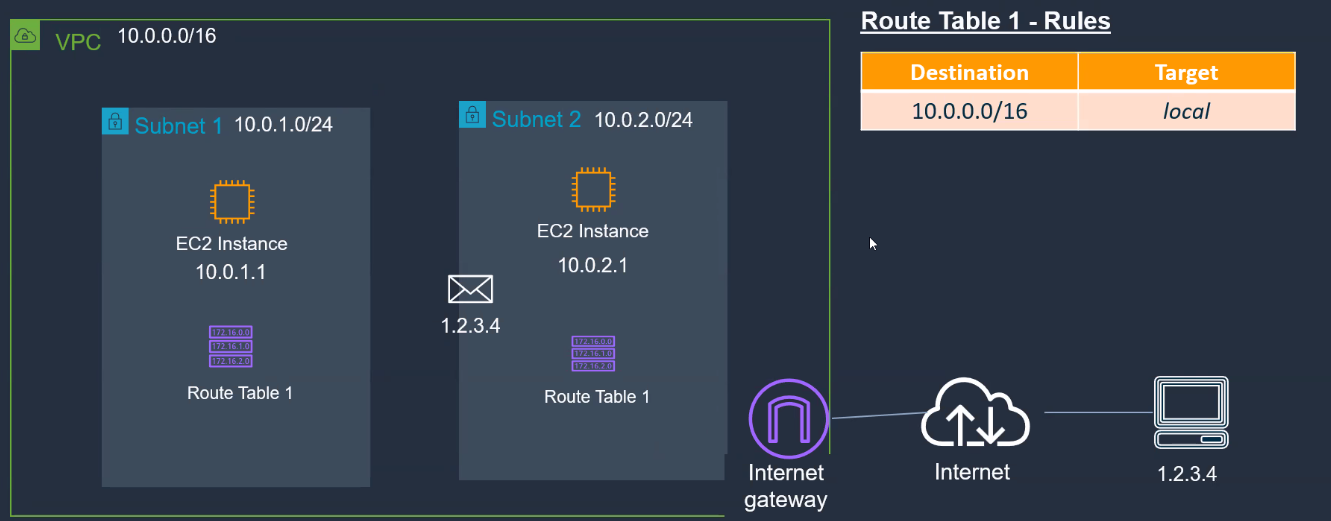 VPC 10.0.0.0/16
Route Table 1 - Rules
Destination Target
10.0.0.0/16 local
Subnet 1 10.0.1.0/24
EC2 Instance
10.0.1.1
172.16.0.0
172.16.1.0
172.16.2.0
Route Table 1
Subnet 2 10.0.2.0/24
EC2 Instance
10.0.2.1
1.2.3.4
172.16.0.0
172.16.1.0
172.16.2.0
Route Table 1
Internet
gateway
Internet
1.2.3.4